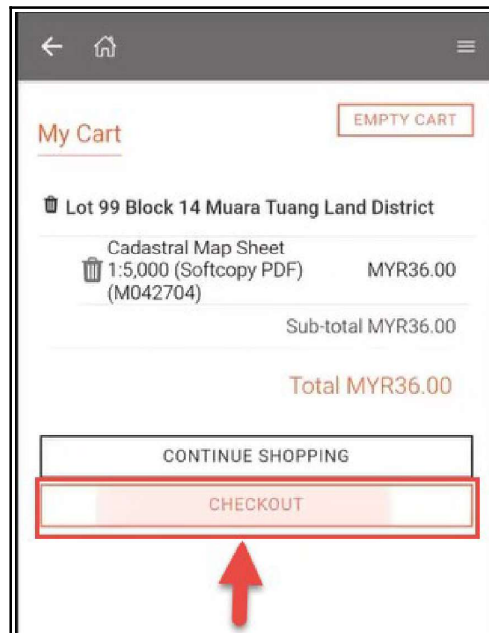 EMPTY CART
My Cart
Lot 99 Block 14 Muara Tuang Land District
Cadastral Map Sheet
1:5,000 (Softcopy PDF) MYR36.00
(M042704)
Sub-total MYR36.00
Total MYR36.00
CONTINUE SHOPPING
CHECKOUT